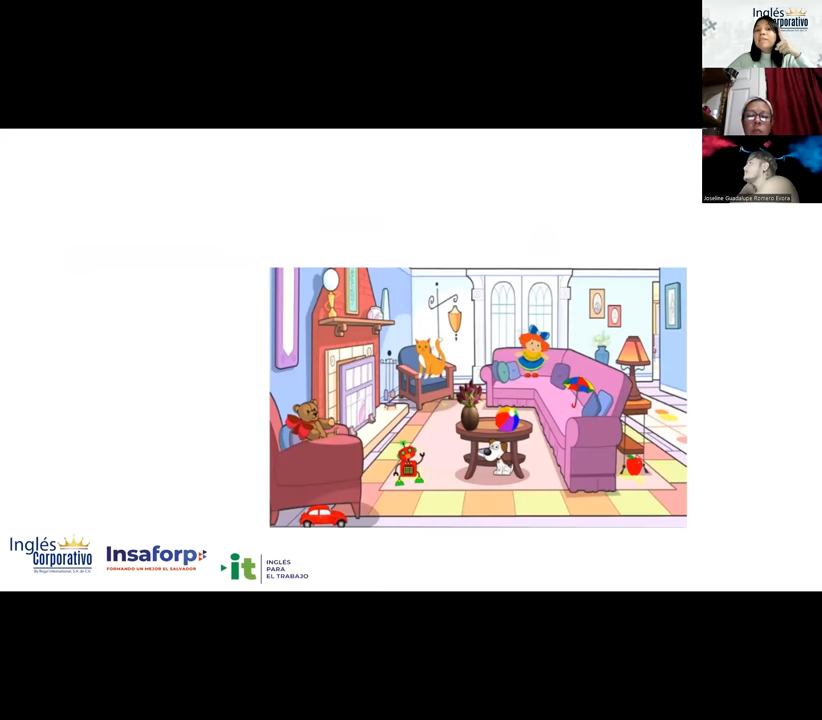 Inglés
Corporativo
Joseline Guadalupe Romero Elvora
Inglés
Corporativo
By Regal International, S.A. de C.V.
Insaforp
FORMANDO UN MEJOR EL SALVADOR
it
INGLÉS
PARA
EL TRABAJO